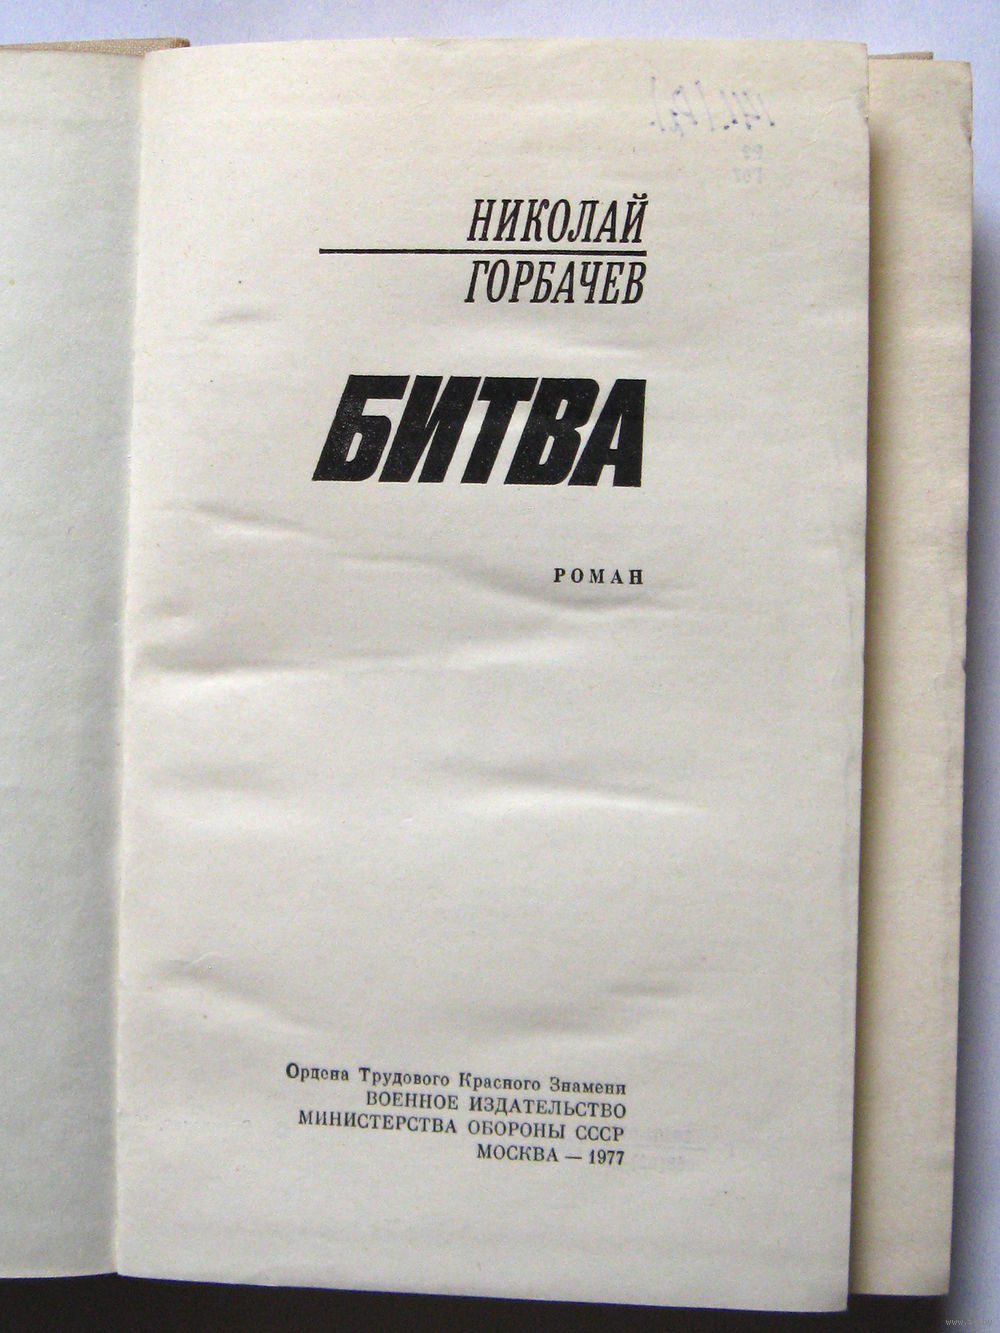 НИКОЛАЙ
ГОРБАЧЕВ
БИТВА
РОМАН
Ордена Трудового Красного Знамени
ВОЕННОЕ ИЗДАТЕЛЬСТВО
МИНИСТЕРСТВА ОБОРОНЫ СССР
МОСКВА — 1977